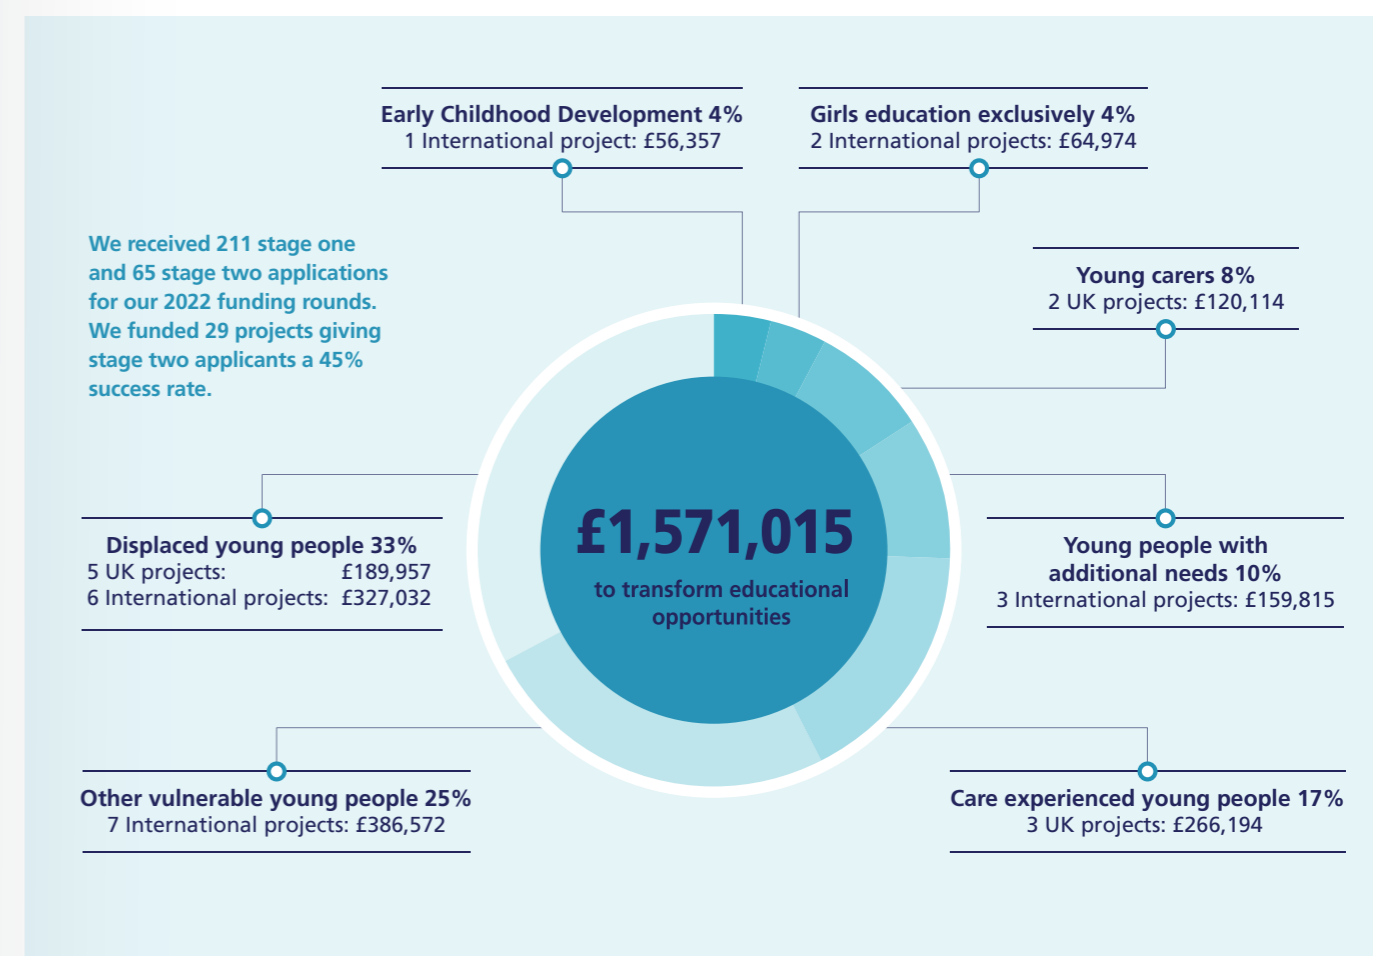 Early Childhood Development 4%
1 International project: £56,357
Girls education exclusively 4%
2 International projects: £64,974
We received 211 stage one
and 65 stage two applications
for our 2022 funding rounds.
We funded 29 projects giving
stage two applicants a 45%
success rate.
Young carers 8%
2 UK projects: £120,114
£1,571,015
to transform educational
opportunities
Displaced young people 33%
5 UK projects: £189,957
6 International projects: £327,032
Young people with
additional needs 10%
3 International projects: £159,815
Other vulnerable young people 25%
7 International projects: £386,572
Care experienced young people 17%
3 UK projects: £266,194